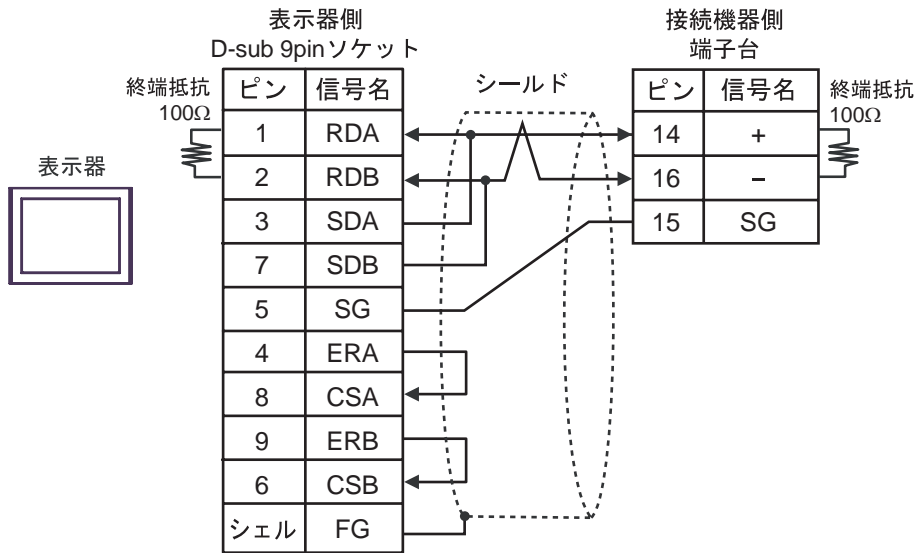 表示器側
D-sub 9pinソケット
接続機器側
端子台
終端抵抗
100Ω
ピン 信号名
1 RDA
2 RDB
3 SDA
7 SDB
5 SG
4 ERA
8 CSA
9 ERB
6 CSB
シェル FG
シールド
ピン 信号名
14 +
16 −
15 SG
終端抵抗
100Ω
表示器